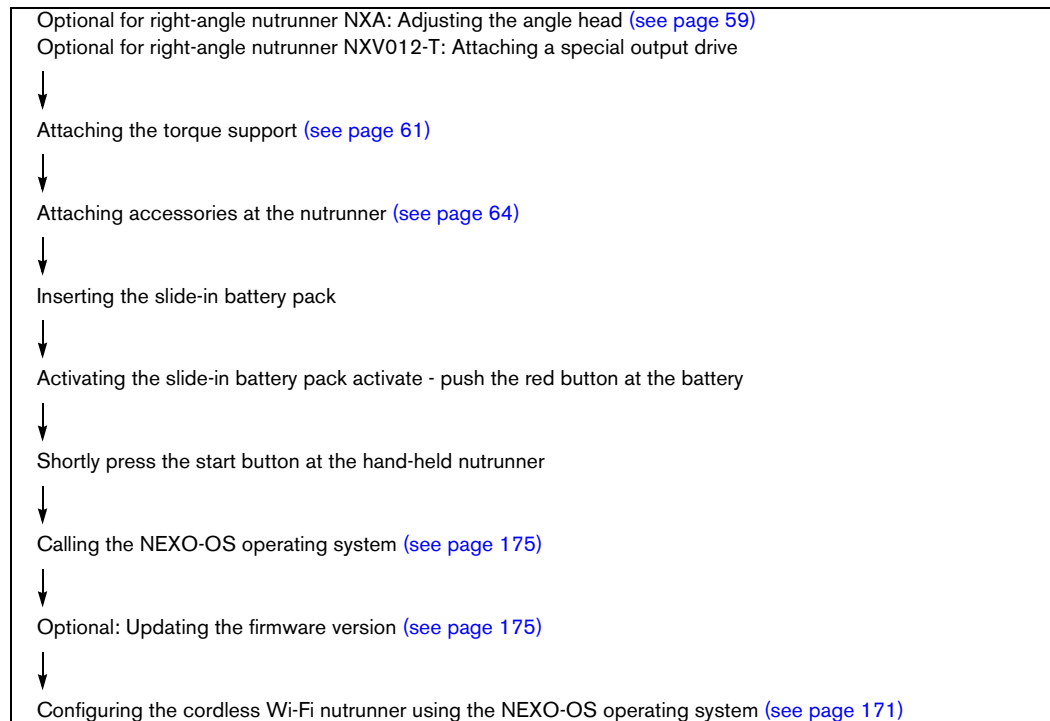 Optional for right-angle nutrunner NXA: Adjusting the angle head (see page 59)
Optional for right-angle nutrunner NXV012-T: Attaching a special output drive
Attaching the torque support (see page 61)
Attaching accessories at the nutrunner (see page 64)
Inserting the slide-in battery pack
Activating the slide-in battery pack activate - push the red button at the battery
Shortly press the start button at the hand-held nutrunner
Calling the NEXO-OS operating system (see page 175)
Optional: Updating the firmware version (see page 175)
Configuring the cordless Wi-Fi nutrunner using the NEXO-OS operating system (see page 171)